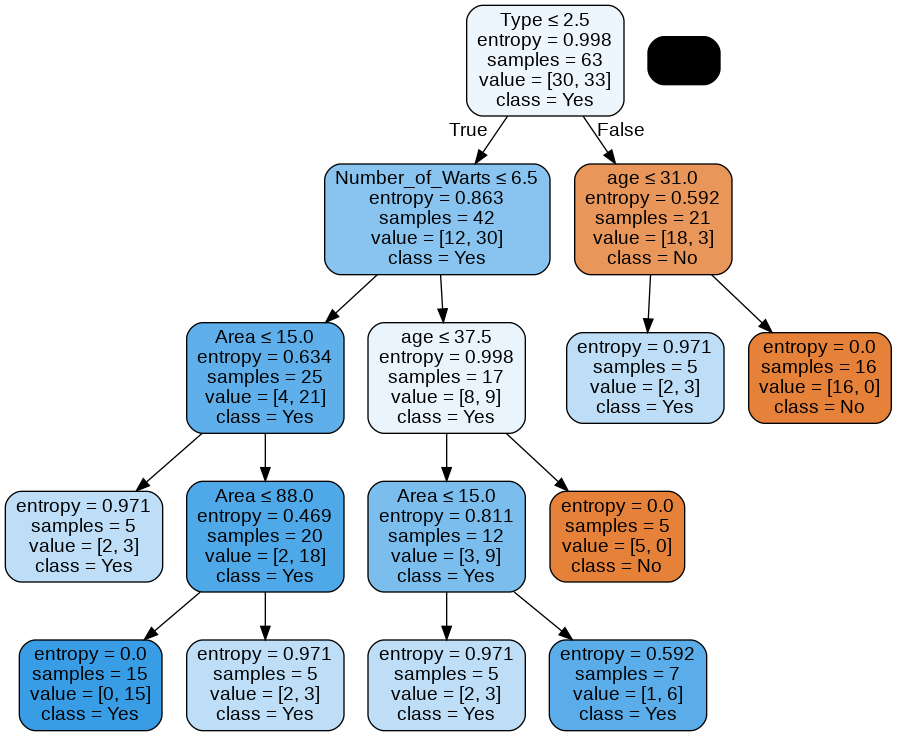 Type ≤ 2.5
entropy = 0.998
samples = 63
value = [30, 33]
class = Yes
True
False
Number_of_Warts ≤ 6.5
entropy = 0.863
samples = 42
value = [12, 30]
class = Yes
age ≤ 31.0
entropy = 0.592
samples = 21
value = [18, 3]
class = No
Area ≤ 15.0
entropy = 0.634
samples = 25
value = [4, 21]
class = Yes
age ≤ 37.5
entropy = 0.998
samples = 17
value = [8, 9]
class = Yes
entropy = 0.971
samples = 5
value = [2, 3]
class = Yes
entropy = 0.0
samples = 16
value = [16, 0]
class = No
entropy = 0.971
samples = 5
value = [2, 3]
class = Yes
Area ≤ 88.0
entropy = 0.469
samples = 20
value = [2, 18]
class = Yes
Area ≤ 15.0
entropy = 0.811
samples = 12
value = [3, 9]
class = Yes
entropy = 0.0
samples = 5
value = [5, 0]
class = No
entropy = 0.0
samples = 15
value = [0, 15]
class = Yes
entropy = 0.971
samples = 5
value = [2, 3]
class = Yes
entropy = 0.971
samples = 5
value = [2, 3]
class = Yes
entropy = 0.592
samples = 7
value = [1, 6]
class = Yes